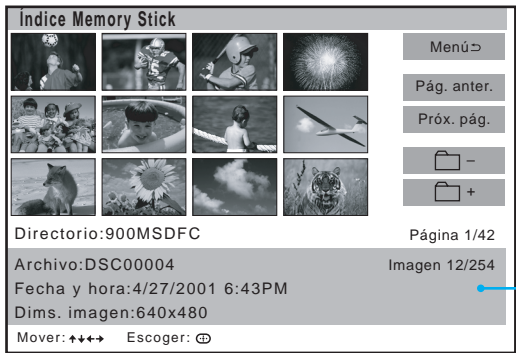 Índice Memory Stick
Menú
Pág. anter.
Próx. pág.
–
+
Directorio:900MSDFC
Página 1/42
Archivo:DSC00004
Imagen 12/254
Fecha y hora:4/27/2001 6:43PM
Dims. imagen:640x480
Mover: Escoger: